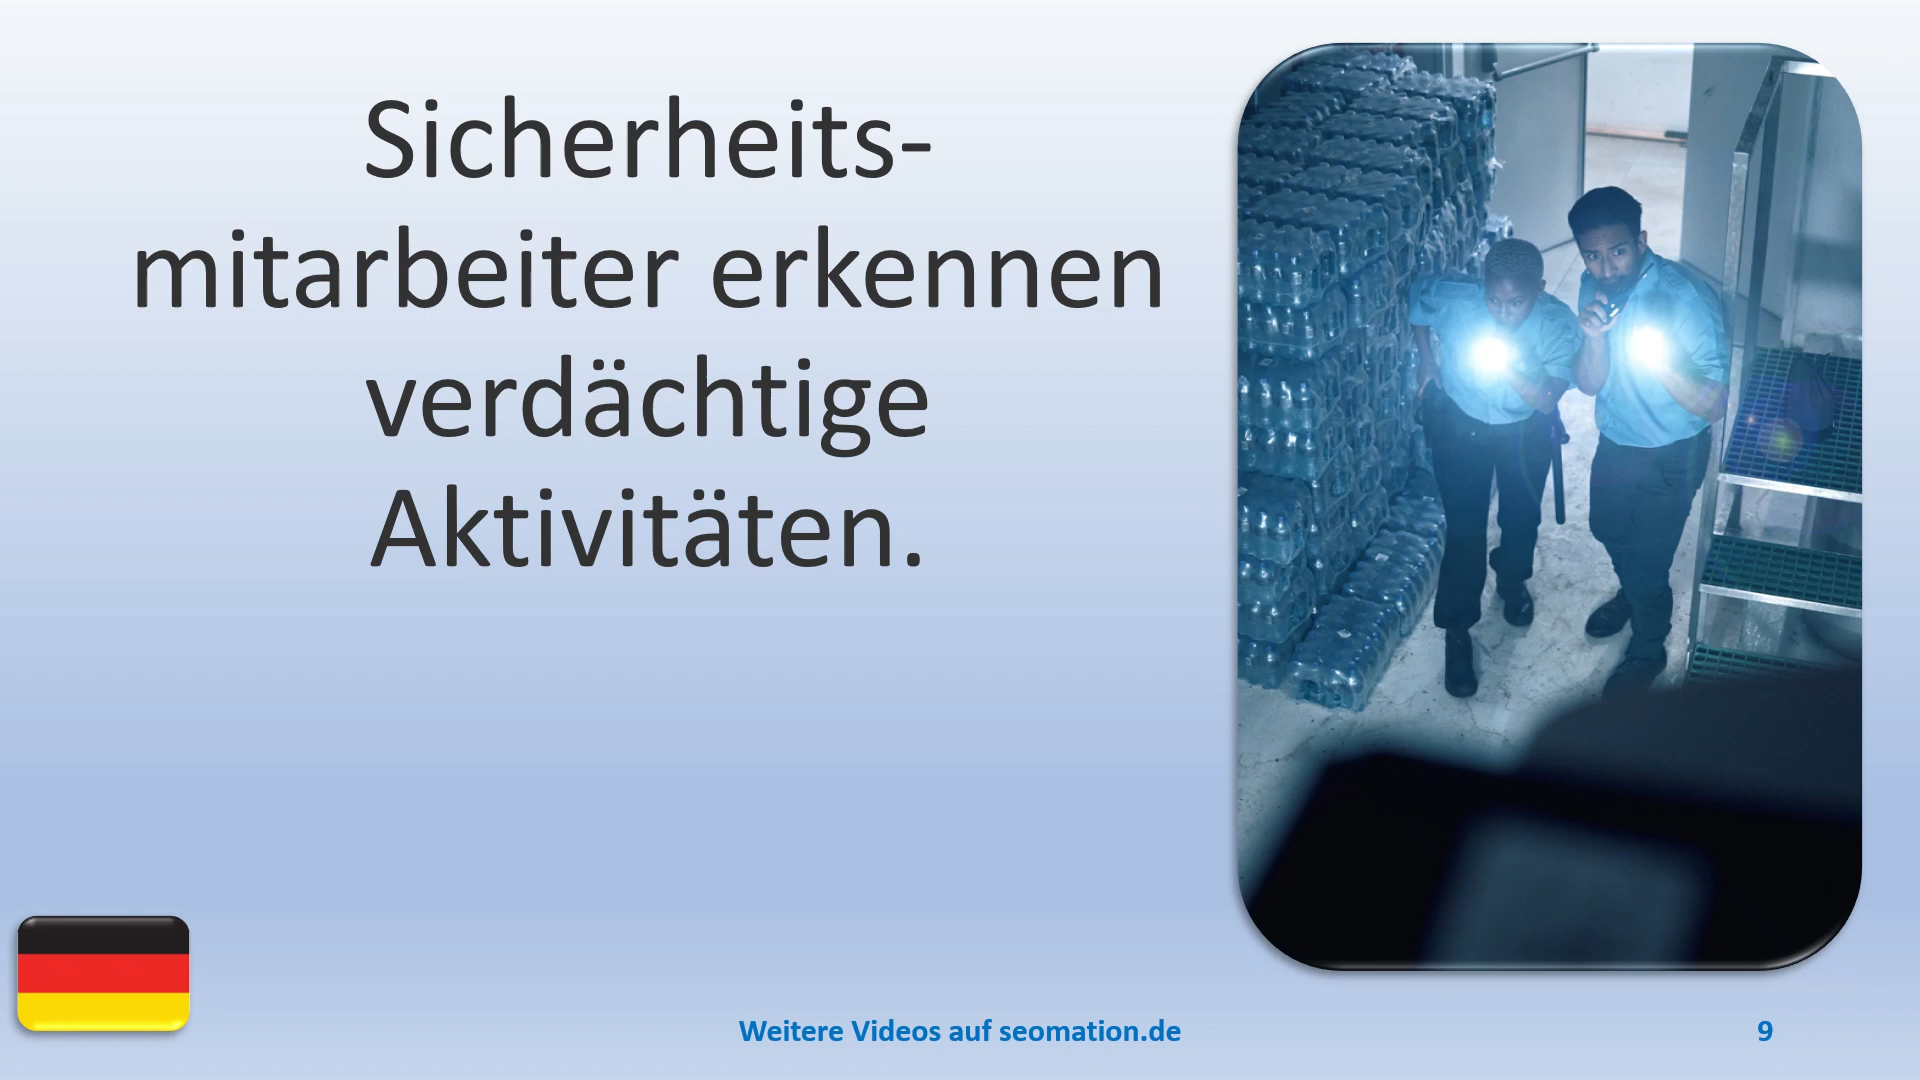 Sicherheits-
mitarbeiter erkennen
verdächtige
Aktivitäten.
Weitere Videos auf seomation.de
9